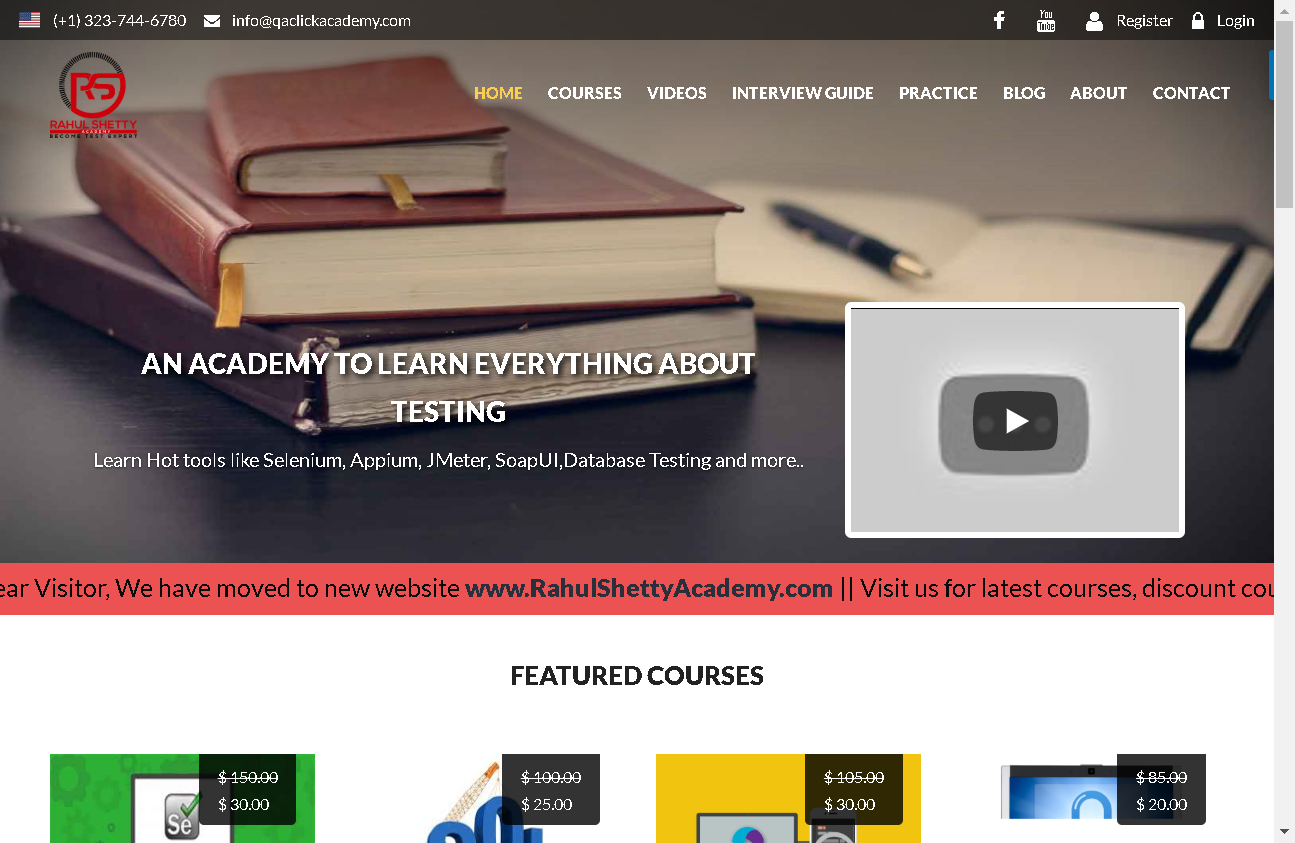 (+1) 323-744-6780 info@qaclickacademy.com You Tube Register Login
RS
RAHUL SHETTY
ACADEMY
BECOME TEST EXPERT
HOME COURSES VIDEOS INTERVIEW GUIDE PRACTICE BLOG ABOUT CONTACT
AN ACADEMY TO LEARN EVERYTHING ABOUT
TESTING
Learn Hot tools like Selenium, Appium, JMeter, SoapUI,Database Testing and more..
ear Visitor, We have moved to new website www.RahulShettyAcademy.com || Visit us for latest courses, discount cou
FEATURED COURSES
$ 150.00 $ 100.00 $ 105.00 $ 85.00
$ 30.00 $ 25.00 $ 30.00 $ 20.00
Se